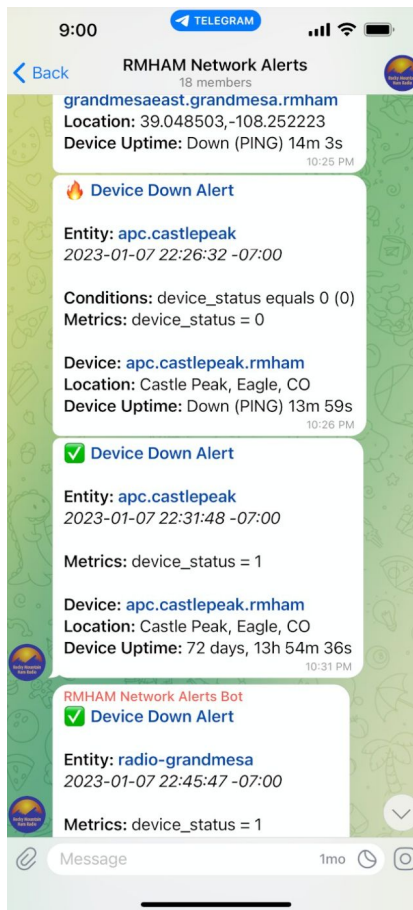 9:00
TELEGRAM
Back
RMHAM Network Alerts
18 members
grandmesaeast.grandmesa.rmham
Location: 39.048503,-108.252223
Device Uptime: Down (PING) 14m 3s
10:25 PM
🔥 Device Down Alert
Entity: apc.castlepeak
2023-01-07 22:26:32 -07:00
Conditions: device_status equals 0 (0)
Metrics: device_status = 0
Device: apc.castlepeak.rmham
Location: Castle Peak, Eagle, CO
Device Uptime: Down (PING) 13m 59s
10:26 PM
✅ Device Down Alert
Entity: apc.castlepeak
2023-01-07 22:31:48 -07:00
Metrics: device_status = 1
Device: apc.castlepeak.rmham
Location: Castle Peak, Eagle, CO
Device Uptime: 72 days, 13h 54m 36s
10:31 PM
RMHAM Network Alerts Bot
✅ Device Down Alert
Entity: radio-grandmesa
2023-01-07 22:45:47 -07:00
Metrics: device_status = 1
Message
1mo